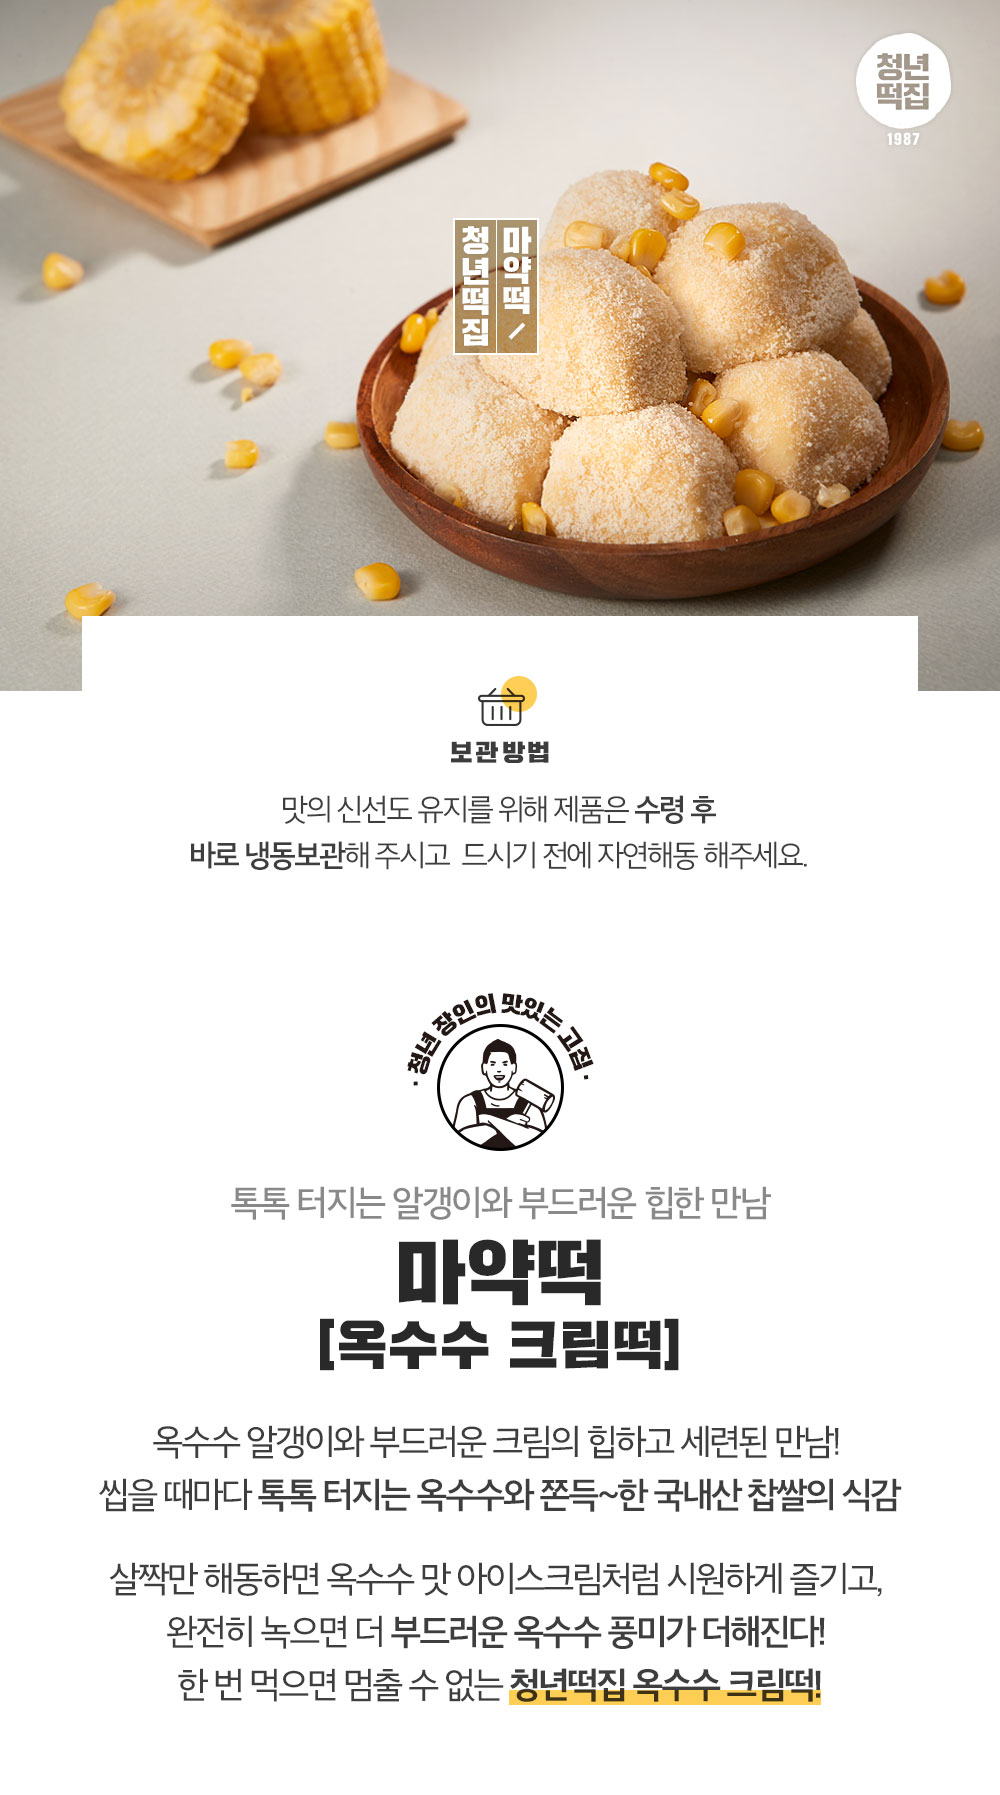 청년
떡집
1987
마약떡
청년떡집
보관방법
맛의 신선도 유지를 위해 제품은 수령 후
바로 냉동보관해 주시고 드시기 전에 자연해동 해주세요.
· 청년 장인의 맛있는 고집 ·
톡톡 터지는 알갱이와 부드러운 힙한 만남
마약떡
[옥수수 크림떡]
옥수수 알갱이와 부드러운 크림의 힙하고 세련된 만남!
씹을 때마다 톡톡 터지는 옥수수와 쫀득~한 국내산 찹쌀의 식감
살짝만 해동하면 옥수수 맛 아이스크림처럼 시원하게 즐기고,
완전히 녹으면 더 부드러운 옥수수 풍미가 더해진다!
한 번 먹으면 멈출 수 없는 청년떡집 옥수수 크림떡!